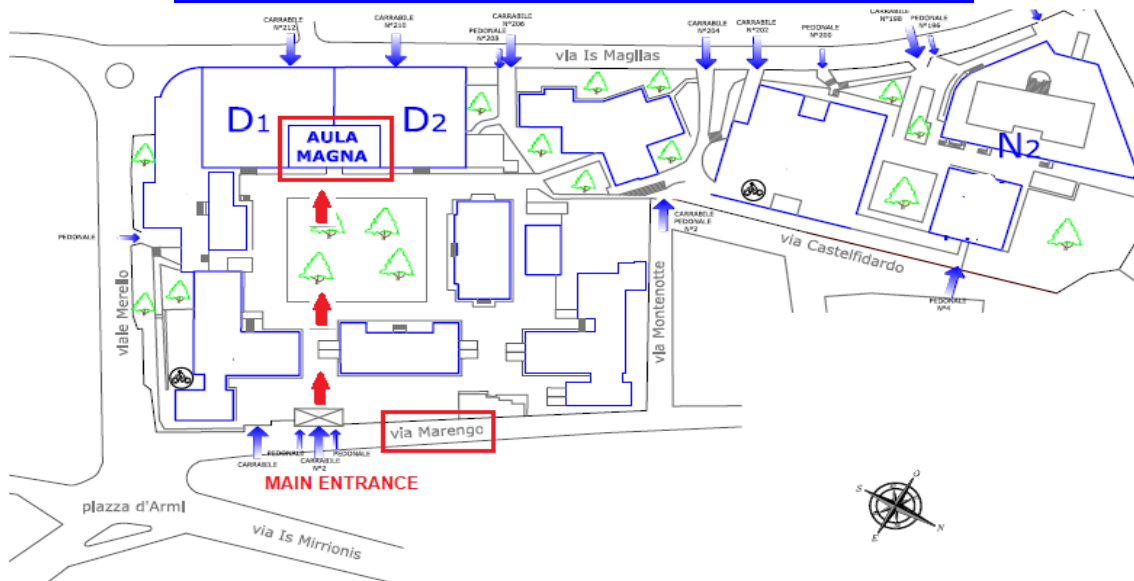 CARRABILE
N°212
CARRABILE
N°210
CARRABILE
N°206
PEDONALE
N°208
CARRABILE
N°204
CARRABILE
N°202
PEDONALE
N°200
CARRABILE
N°198
PEDONALE
N°196
via Is Maglias
D1
D2
AULA
MAGNA
N2
PEDONALE
CARRABILE
PEDONALE
N°2
via Castelfidardo
PEDONALE
N°4
viale Merello
via Montenotte
via Marengo
PEDONALE
PEDONALE
CARRABILE
CARRABILE
N°2
MAIN ENTRANCE
plazza d'Armi
via Is Mirrionis
O
S
N
E